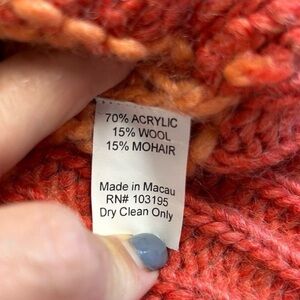 70% ACRYLIC
15% WOOL
15% MOHAIR
Made in Macau
RN# 103195
Dry Clean Only